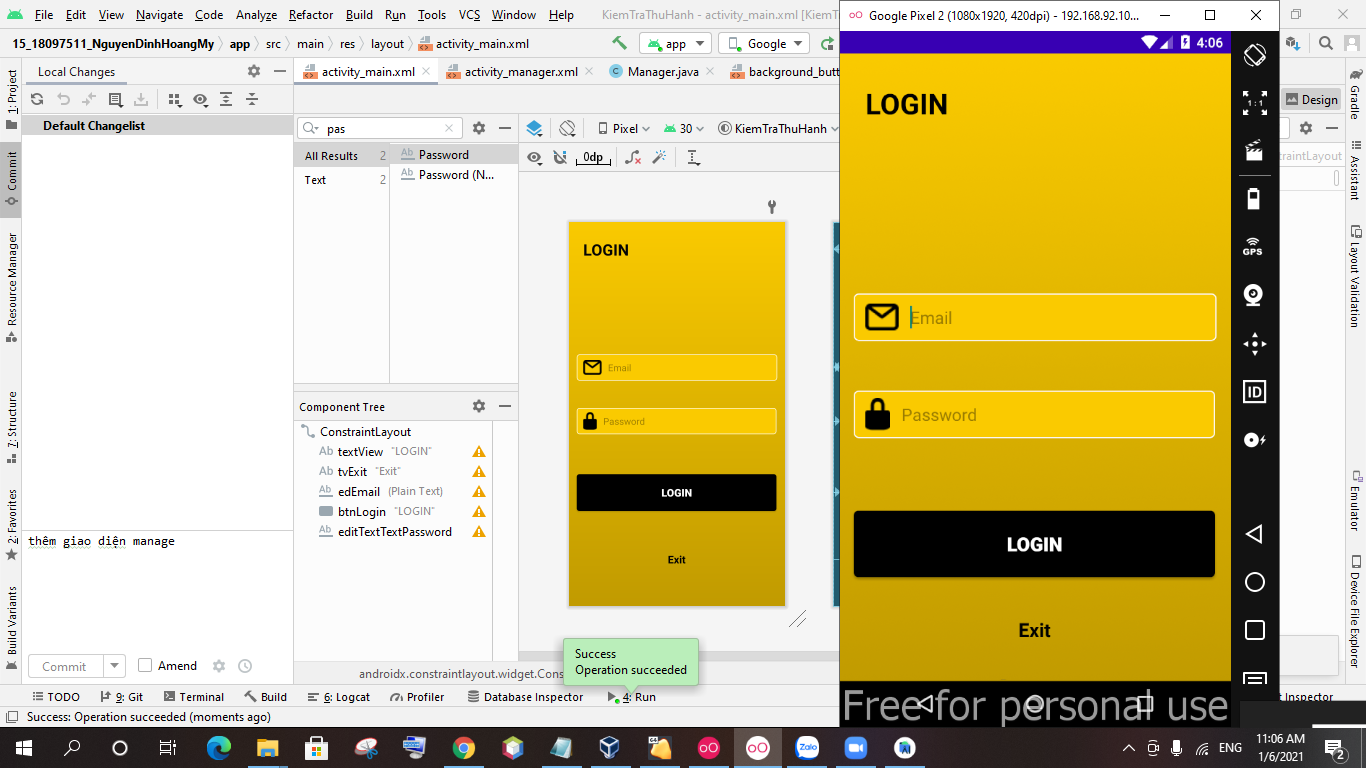 File Edit View Navigate Code Analyze Refactor Build Run Tools VCS Window Help KiemTraThuHanh - activity_main.xml [KiemT
Google Pixel 2 (1080x1920, 420dpi) - 192.168.92.10...
15_18097511_NguyenDinhHoangMy app src main res layout activity_main.xml
app
Google
4:06
Local Changes
activity_main.xml
activity_manager.xml
Manager.java
background_butt
1: Project
Commit
Resource Manager
7: Structure
2: Favorites
Build Variants
Default Changelist
thêm giao diện manage
Commit
Amend
pas
All Results 2
Text 2
Password
Password (N...
Component Tree
ConstraintLayout
textView "LOGIN"
tvExit "Exit"
edEmail (Plain Text)
btnLogin "LOGIN"
editTextTextPassword
Pixel
30
KiemTraThuHanh
0dp
LOGIN
Email
Password
LOGIN
Exit
androidx.constraintlayout.widget.Cons
Success
Operation succeeded
LOGIN
Email
Password
LOGIN
Exit
Free for personal use
1 : 1
GPS
ID
Design
raintLayout
Gradle
Assistant
Layout Validation
Emulator
Device File Explorer
TODO
9: Git
Terminal
Build
6: Logcat
Profiler
Database Inspector
4: Run
t Inspector
Success: Operation succeeded (moments ago)
Zalo
ENG
11:06 AM
1/6/2021
2